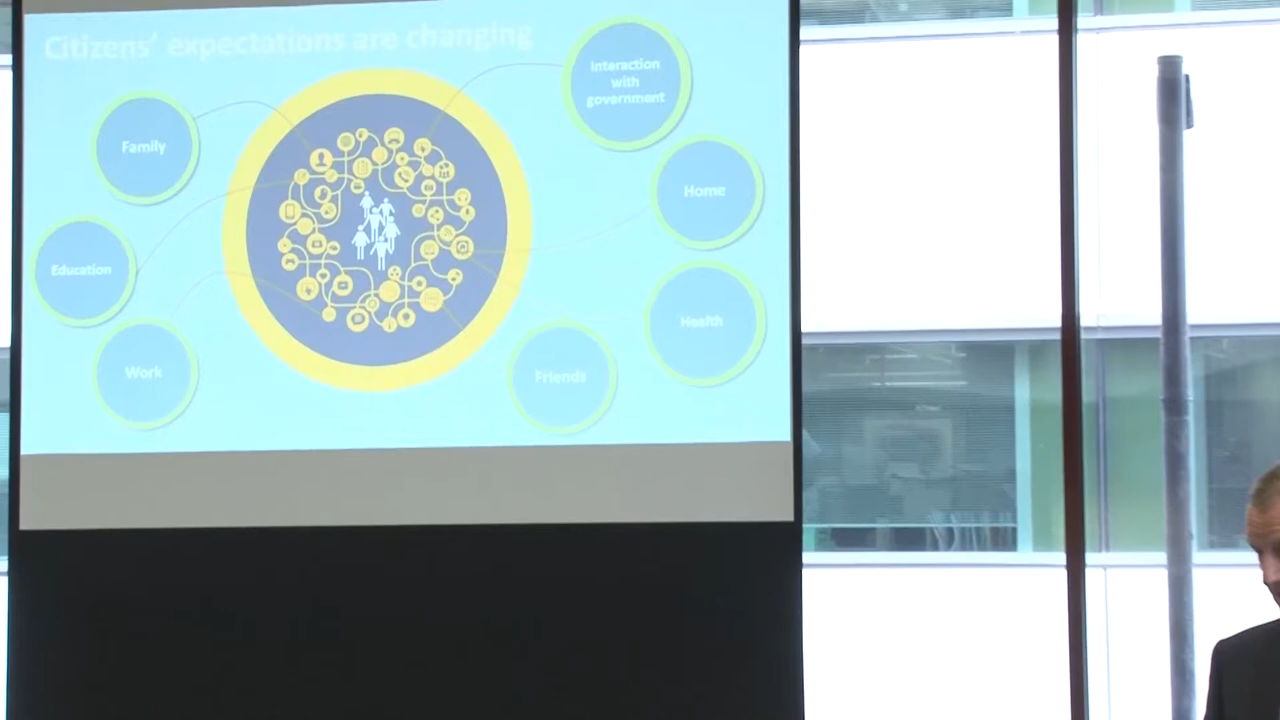 Citizens' expectations are changing
Interaction
with
government
Family
Home
Education
Health
Work
Friends